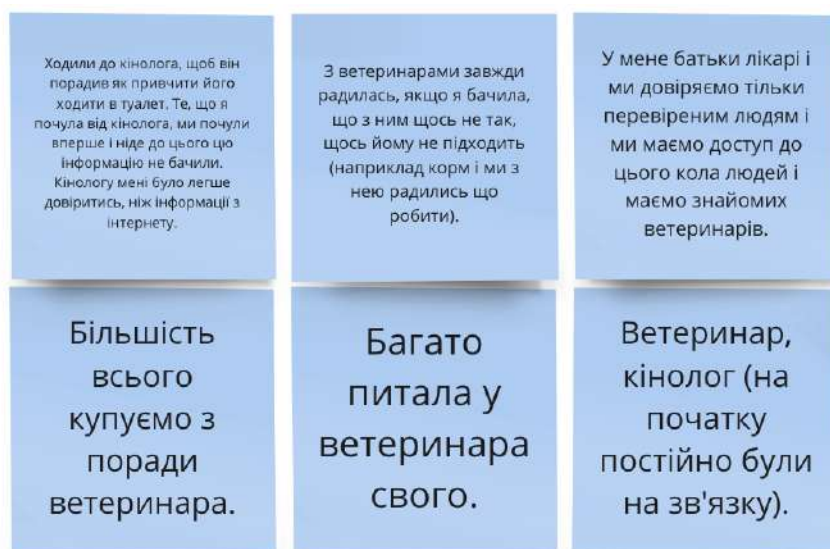 Ходили до кінолога, щоб він
порадив як привчити його
ходити в туалет. Те, що я
почула від кінолога, ми почули
вперше і ніде до цього цю
інформацію не бачили.
Кінологу мені було легше
довіритись, ніж інформації з
інтернету.
З ветеринарами завжди
радилась, якщо я бачила,
що з ним щось не так,
щось йому не підходить
(наприклад корм і ми з
нею радились що
робити).
У мене батьки лікарі і
ми довіряємо тільки
перевіреним людям і
ми маємо доступ до
цього кола людей і
маємо знайомих
ветеринарів.
Більшість
всього
купуємо з
поради
ветеринара.
Багато
питала у
ветеринара
свого.
Ветеринар,
кінолог (на
початку
постійно були
на зв'язку).